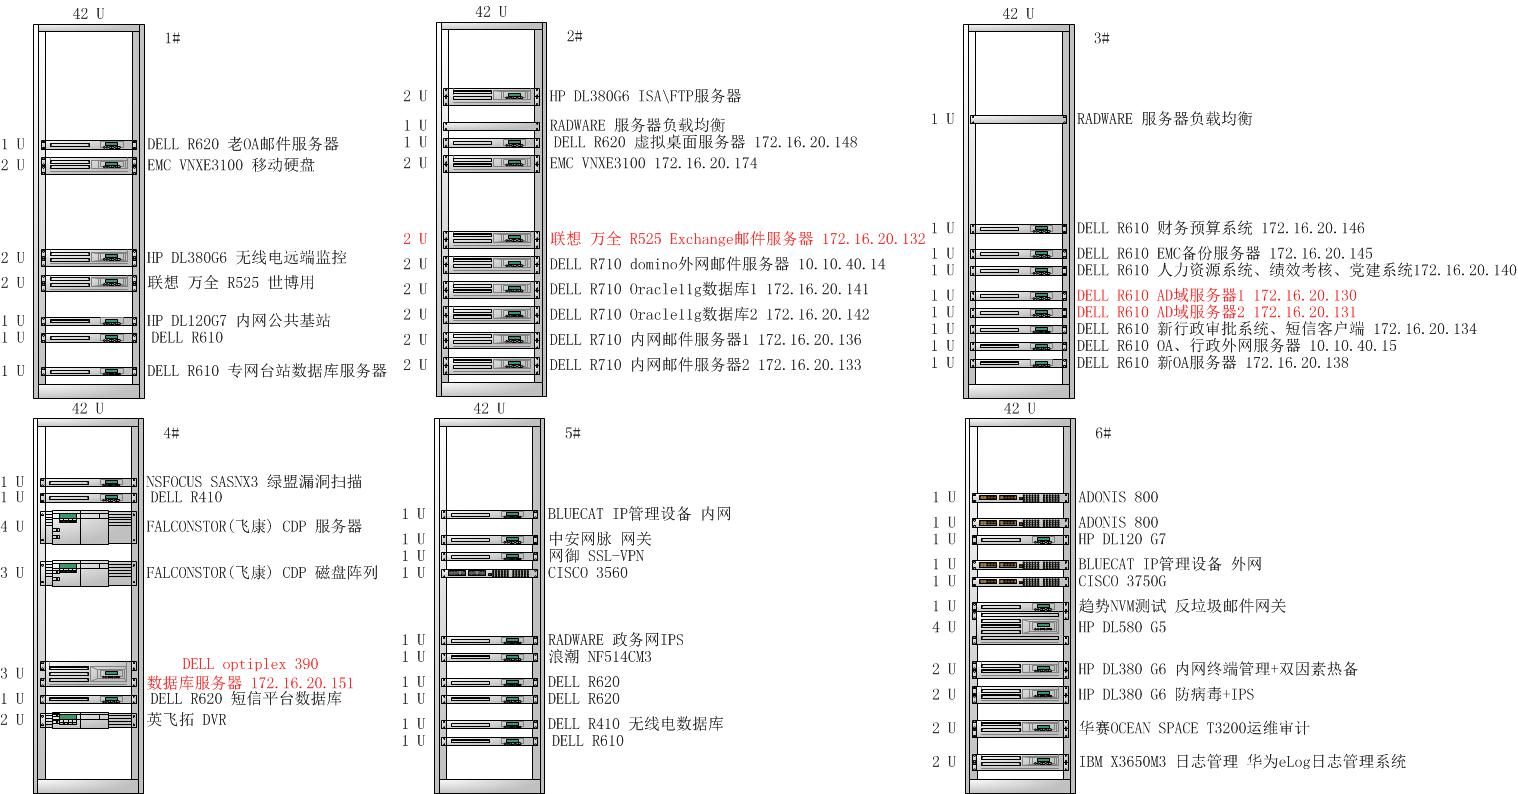 42 U
1#
1 U DELL R620 老OA邮件服务器
2 U EMC VNXE3100 移动硬盘
2 U HP DL380G6 无线电远端监控
2 U 联想 万全 R525 世博用
1 U HP DL120G7 内网公共基站
1 U DELL R610
1 U DELL R610 专网台站数据库服务器
42 U
2#
2 U HP DL380G6 ISA\FTP服务器
1 U RADWARE 服务器负载均衡
1 U DELL R620 虚拟桌面服务器 172.16.20.148
2 U EMC VNXE3100 172.16.20.174
2 U 联想 万全 R525 Exchange邮件服务器 172.16.20.132
2 U DELL R710 domino外网邮件服务器 10.10.40.14
2 U DELL R710 Oracle11g数据库1 172.16.20.141
2 U DELL R710 Oracle11g数据库2 172.16.20.142
2 U DELL R710 内网邮件服务器1 172.16.20.136
2 U DELL R710 内网邮件服务器2 172.16.20.133
42 U
3#
1 U RADWARE 服务器负载均衡
1 U DELL R610 财务预算系统 172.16.20.146
1 U DELL R610 EMC备份服务器 172.16.20.145
1 U DELL R610 人力资源系统、绩效考核、党建系统172.16.20.140
1 U DELL R610 AD域服务器1 172.16.20.130
1 U DELL R610 AD域服务器2 172.16.20.131
1 U DELL R610 新行政审批系统、短信客户端 172.16.20.134
1 U DELL R610 OA、行政外网服务器 10.10.40.15
1 U DELL R610 新OA服务器 172.16.20.138
42 U
4#
1 U NSFOCUS SASNX3 绿盟漏洞扫描
1 U DELL R410
4 U FALCONSTOR(飞康) CDP 服务器
3 U FALCONSTOR(飞康) CDP 磁盘阵列
DELL optiplex 390
3 U 数据库服务器 172.16.20.151
1 U DELL R620 短信平台数据库
2 U 英飞拓 DVR
42 U
5#
1 U BLUECAT IP管理设备 内网
1 U 中安网脉 网关
1 U 网御 SSL-VPN
1 U CISCO 3560
1 U RADWARE 政务网IPS
1 U 浪潮 NF514CM3
1 U DELL R620
1 U DELL R620
1 U DELL R410 无线电数据库
1 U DELL R610
42 U
6#
1 U ADONIS 800
1 U ADONIS 800
1 U HP DL120 G7
1 U BLUECAT IP管理设备 外网
1 U CISCO 3750G
1 U 趋势NVM测试 反垃圾邮件网关
4 U HP DL580 G5
2 U HP DL380 G6 内网终端管理+双因素热备
2 U HP DL380 G6 防病毒+IPS
2 U 华赛OCEAN SPACE T3200运维审计
2 U IBM X3650M3 日志管理 华为eLog日志管理系统